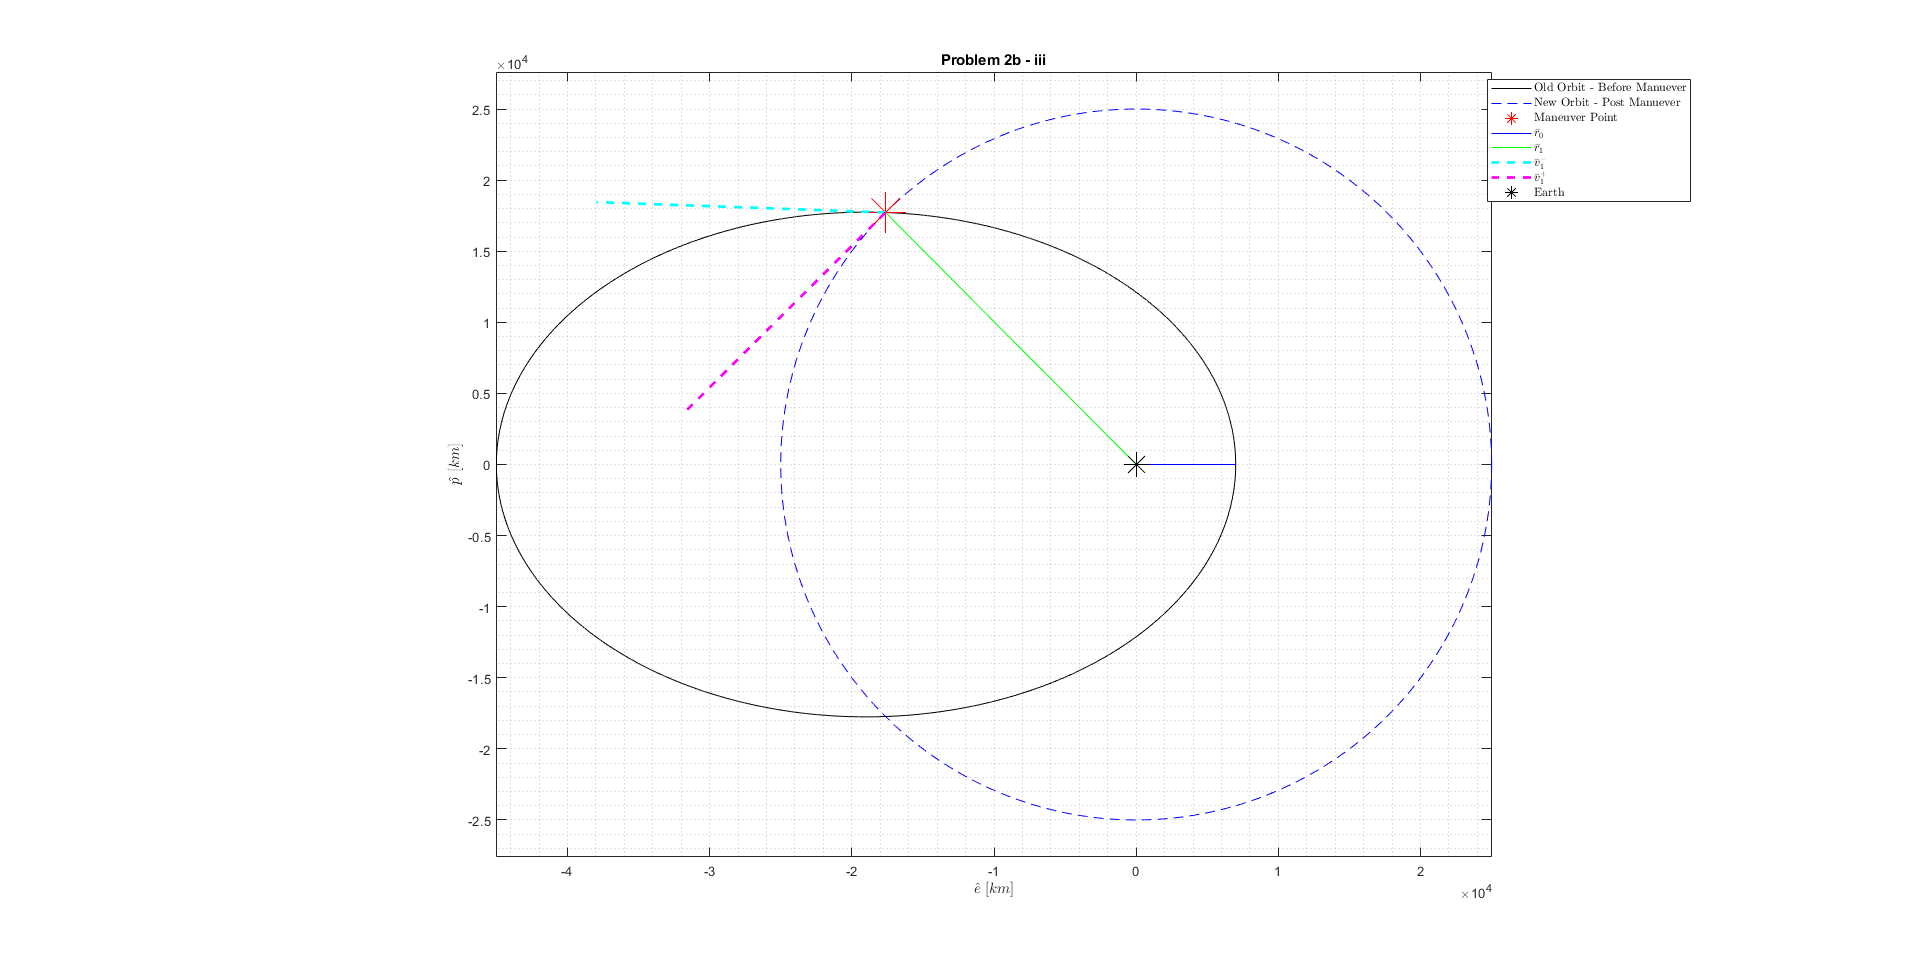 Problem 2b - iii
×10⁴
2.5
2
1.5
1
0.5
0
-0.5
-1
-1.5
-2
-2.5
p̂ [km]
-4 -3 -2 -1 0 1 2
ê [km]
×10⁴
Old Orbit - Before Manuever
New Orbit - Post Manuever
Maneuver Point
r̄₀
r̄₁
v̄₁⁻
v̄₁⁺
Earth